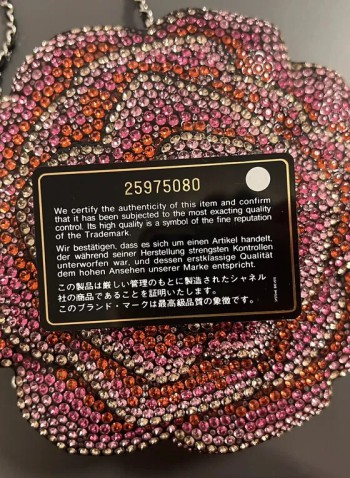 25975080
We certify the authenticity of this item and confirm
that it has been subjected to the most exacting quality
control. Its high quality is a symbol of the fine reputation
of the Trademark.
Wir bestätigen, dass es sich um einen Artikel handelt,
der während seiner Herstellung strengsten Kontrollen
unterworfen war, und dessen erstklassige Qualität
dem hohen Ansehen unserer Marke entspricht.
この製品は厳しい管理のもとに製造されたシャネル
社の商品であることを証明いたします。
このブランド・マークは最高級品質の象徴です。